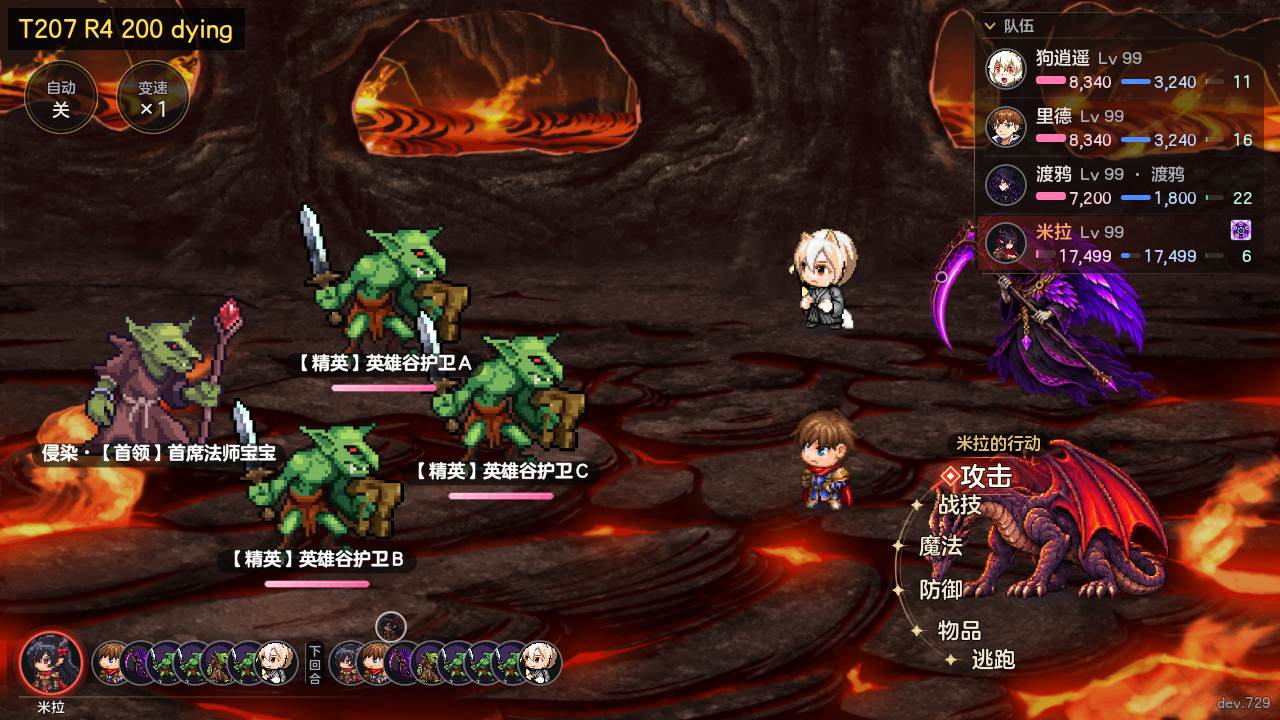 T207 R4 200 dying
自动
关
变速
×1
队伍
狗逍遥 Lv 99
8,340 3,240 11
里德 Lv 99
8,340 3,240 16
渡鸦 Lv 99 · 渡鸦
7,200 1,800 22
米拉 Lv 99
17,499 17,499 6
【精英】英雄谷护卫A
侵染·【首领】首席法师宝宝
【精英】英雄谷护卫C
【精英】英雄谷护卫B
米拉的行动
攻击
战技
魔法
防御
物品
逃跑
下回合
米拉
dev.729